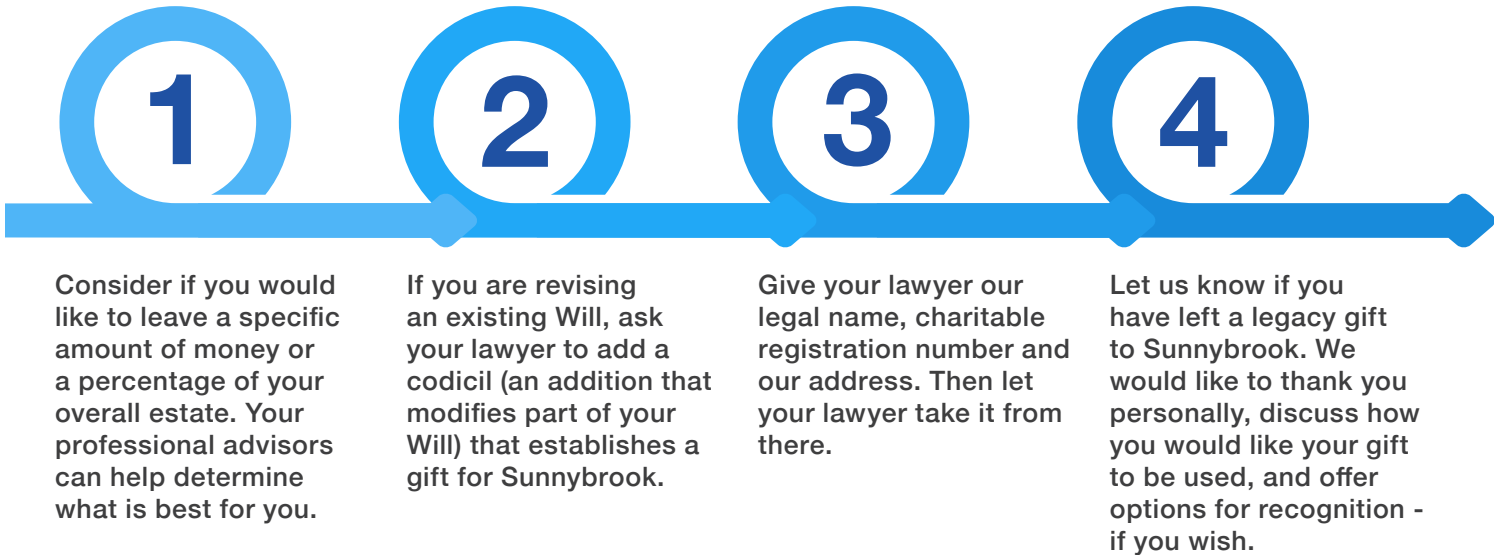 1
Consider if you would
like to leave a specific
amount of money or
a percentage of your
overall estate. Your
professional advisors
can help determine
what is best for you.
2
If you are revising
an existing Will, ask
your lawyer to add a
codicil (an addition that
modifies part of your
Will) that establishes a
gift for Sunnybrook.
3
Give your lawyer our
legal name, charitable
registration number and
our address. Then let
your lawyer take it from
there.
4
Let us know if you
have left a legacy gift
to Sunnybrook. We
would like to thank you
personally, discuss how
you would like your gift
to be used, and offer
options for recognition -
if you wish.